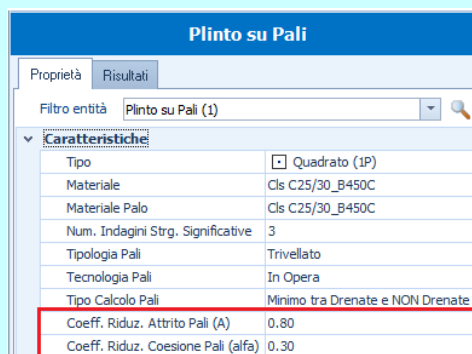 Plinto su Pali
Proprietà Risultati
Filtro entità Plinto su Pali (1)
Caratteristiche
Tipo Quadrato (1P)
Materiale Cls C25/30_B450C
Materiale Palo Cls C25/30_B450C
Num. Indagini Strg. Significative 3
Tipologia Pali Trivellato
Tecnologia Pali In Opera
Tipo Calcolo Pali Minimo tra Drenate e NON Drenate
Coeff. Riduz. Attrito Pali (A) 0.80
Coeff. Riduz. Coesione Pali (alfa) 0.30